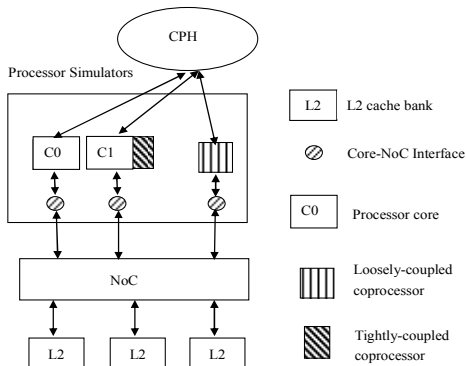 CPH
Processor Simulators
C0
C1
NoC
L2
L2
L2
L2
L2 cache bank
Core-NoC Interface
C0
Processor core
Loosely-coupled
coprocessor
Tightly-coupled
coprocessor